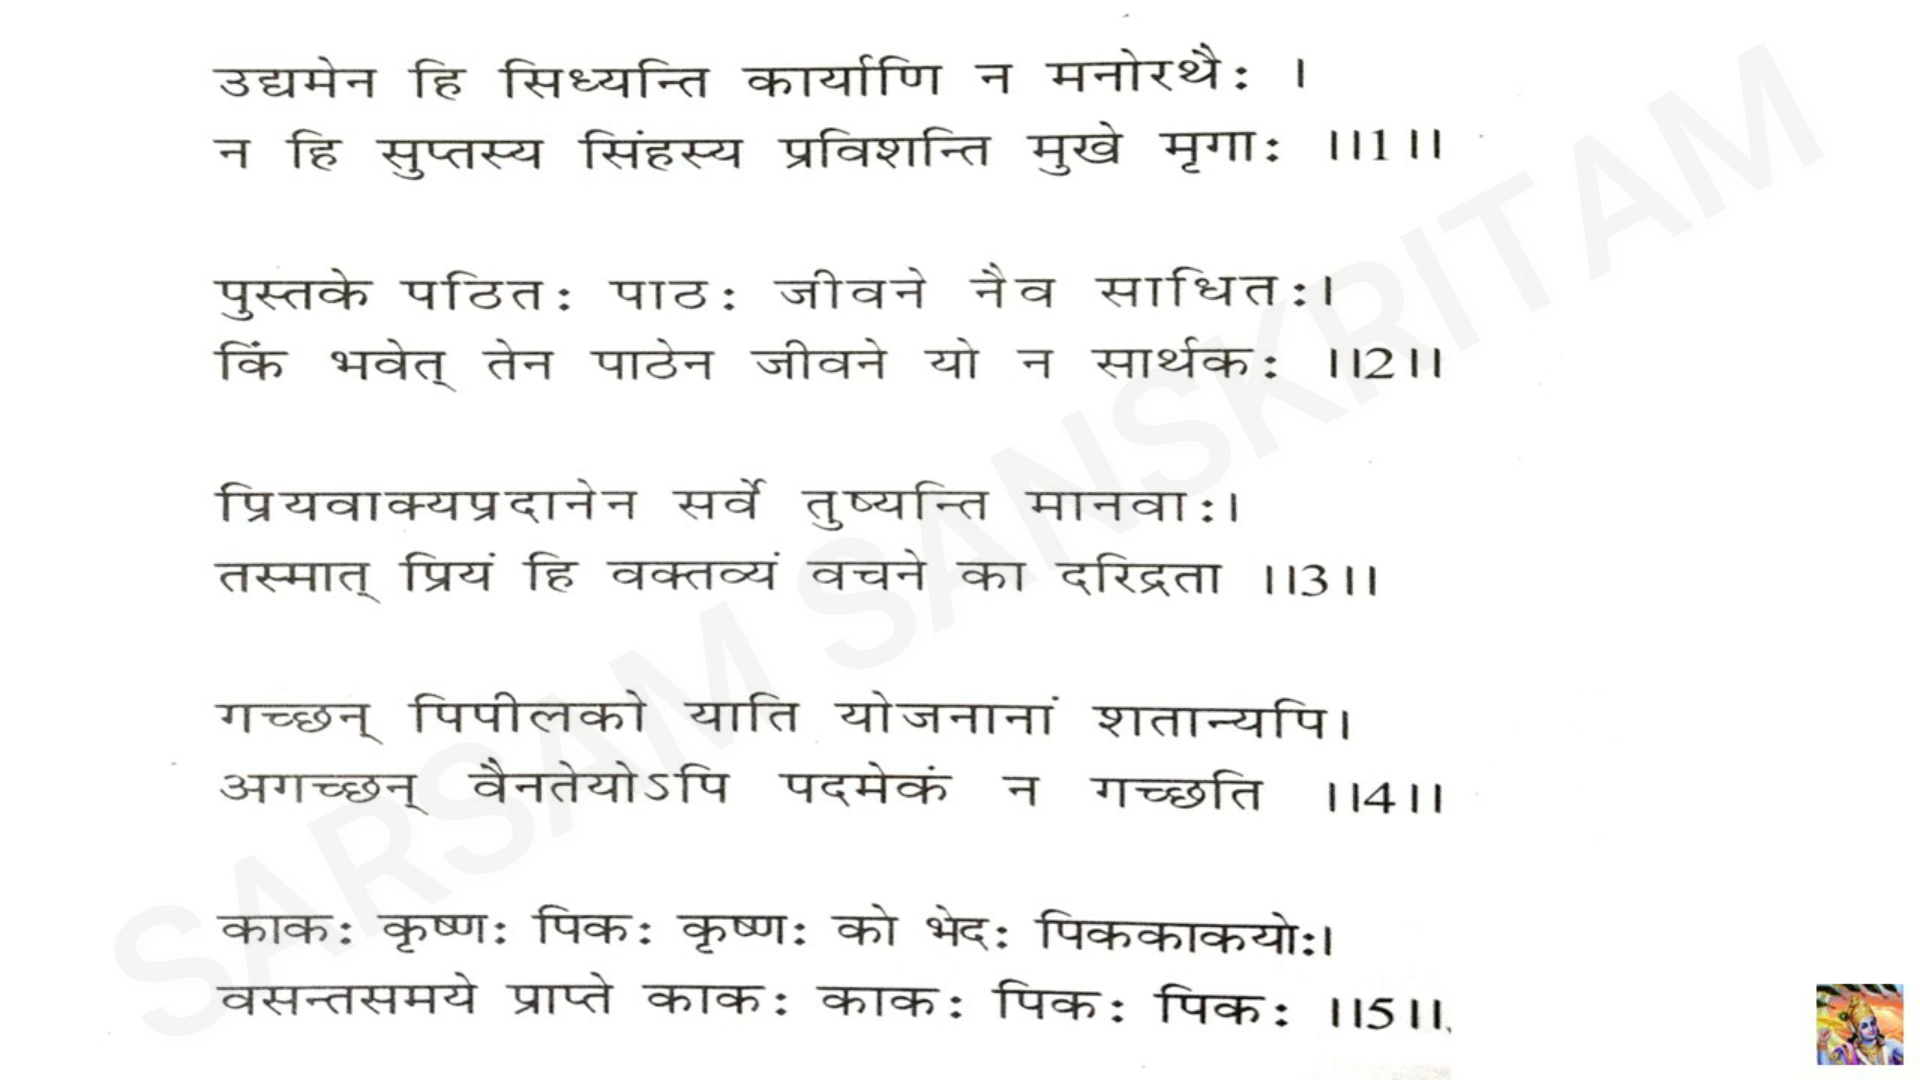 उद्यमेन हि सिध्यन्ति कार्याणि न मनोरथैः ।
न हि सुप्तस्य सिंहस्य प्रविशन्ति मुखे मृगाः ।।1।।
पुस्तके पठितः पाठः जीवने नैव साधितः।
किं भवेत् तेन पाठेन जीवने यो न सार्थकः ।।2।।
प्रियवाक्यप्रदानेन सर्वे तुष्यन्ति मानवाः।
तस्मात् प्रियं हि वक्तव्यं वचने का दरिद्रता ।।3।।
गच्छन् पिपीलको याति योजनानां शतान्यपि।
अगच्छन् वैनतेयोऽपि पदमेकं न गच्छति ।।4।।
काकः कृष्णः पिकः कृष्णः को भेदः पिककाकयोः।
वसन्तसमये प्राप्ते काकः काकः पिकः पिकः ।।5।।
SARSAM SANSKRITAM